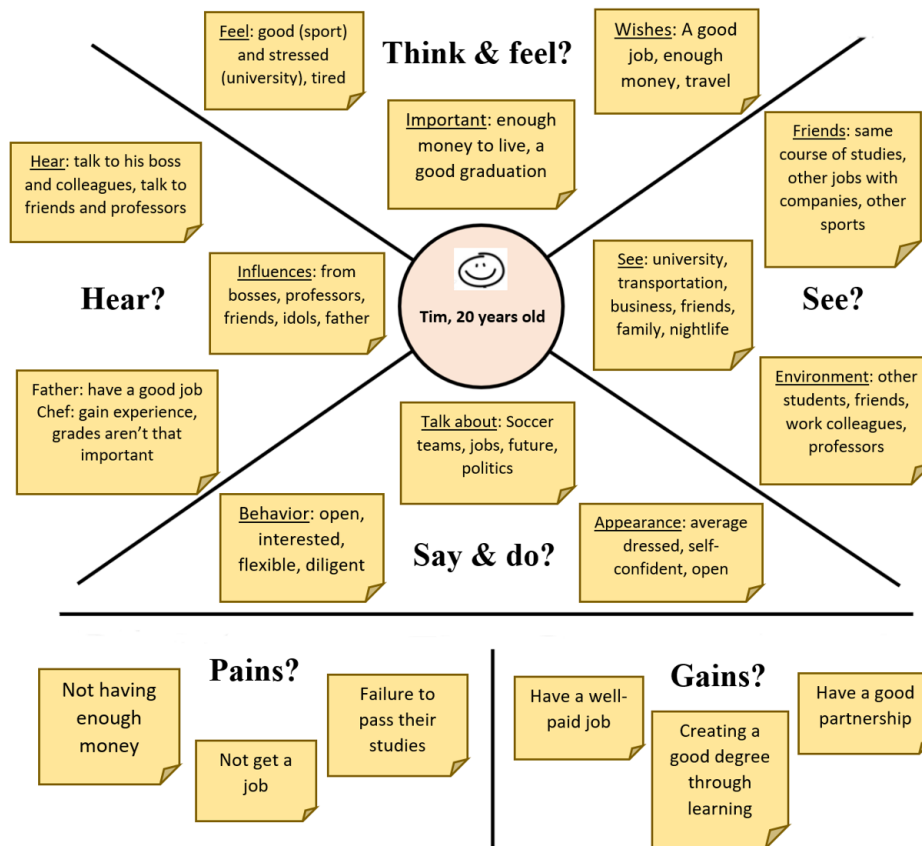 Feel: good (sport)
and stressed
(university), tired
Think & feel?
Wishes: A good
job, enough
money, travel
Important: enough
money to live, a
good graduation
Hear: talk to his boss
and colleagues, talk to
friends and professors
Hear?
Influences: from
bosses, professors,
friends, idols, father
Father: have a good job
Chef: gain experience,
grades aren't that
important
Tim, 20 years old
Friends: same
course of studies,
other jobs with
companies, other
sports
See: university,
transportation,
business, friends,
family, nightlife
See?
Environment: other
students, friends,
work colleagues,
professors
Talk about: Soccer
teams, jobs, future,
politics
Behavior: open,
interested,
flexible, diligent
Say & do?
Appearance: average
dressed, self-
confident, open
Pains?
Not having
enough
money
Not get a
job
Failure to
pass their
studies
Gains?
Have a well-
paid job
Creating a
good degree
through
learning
Have a good
partnership